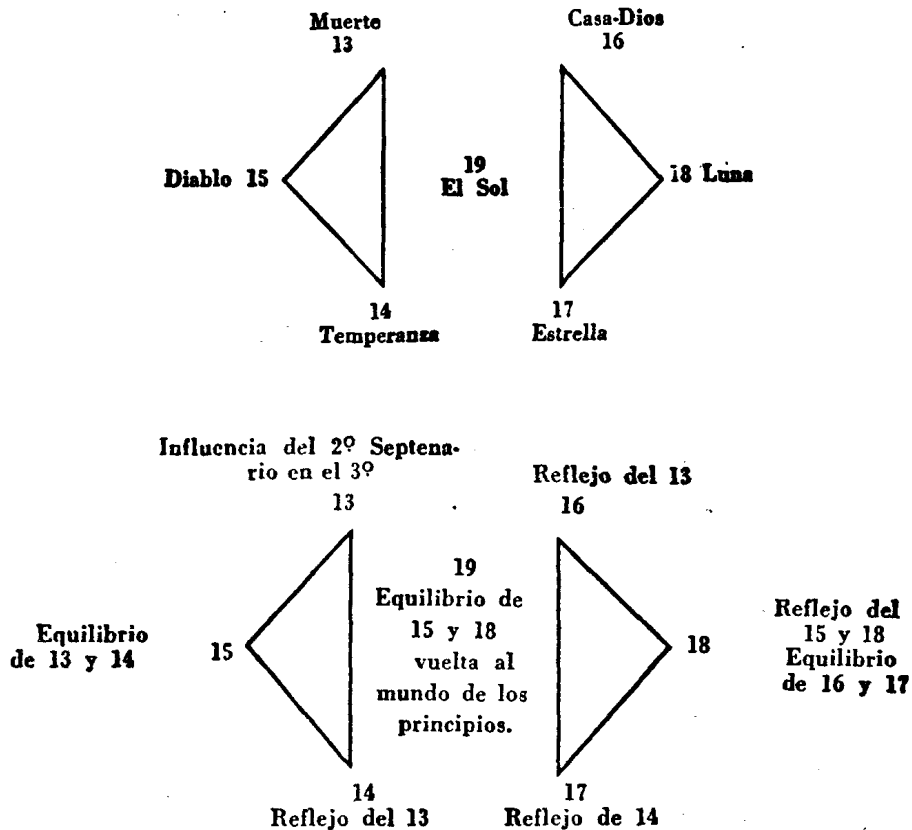 Muerte
13
Casa-Dios
16
Diablo 15
19
El Sol
18 Luna
14
Temperanza
17
Estrella
Influencia del 2º Septena-
rio en el 3º
13
Reflejo del 13
16
Equilibrio
de 13 y 14
15
19
Equilibrio de
15 y 18
vuelta al
mundo de los
principios.
18
Reflejo del
15 y 18
Equilibrio
de 16 y 17
14
Reflejo del 13
17
Reflejo de 14